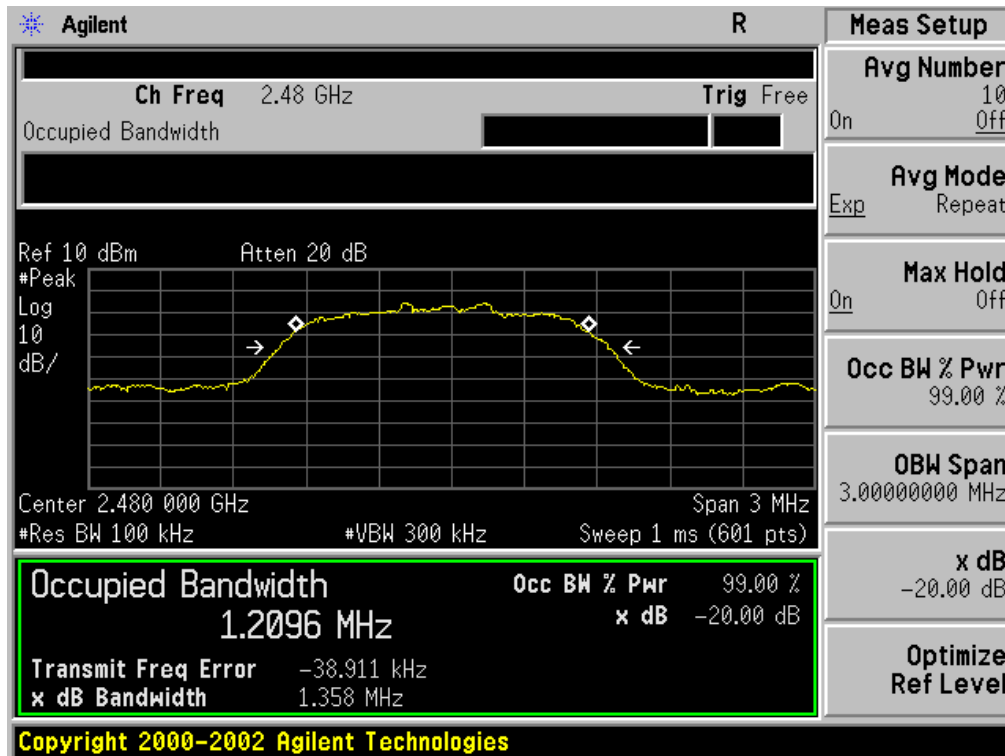 Agilent R Meas Setup
Ch Freq 2.48 GHz Trig Free
Occupied Bandwidth
Ref 10 dBm Atten 20 dB
#Peak
Log
10
dB/
Center 2.480 000 GHz Span 3 MHz
#Res BW 100 kHz #VBW 300 kHz Sweep 1 ms (601 pts)
Occupied Bandwidth
1.2096 MHz
Occ BW % Pwr 99.00 %
x dB -20.00 dB
Transmit Freq Error -38.911 kHz
x dB Bandwidth 1.358 MHz
Avg Number
10
On Off
Avg Mode
Exp Repeat
Max Hold
On Off
Occ BW % Pwr
99.00 %
OBW Span
3.00000000 MHz
x dB
-20.00 dB
Optimize
Ref Level
Copyright 2000-2002 Agilent Technologies